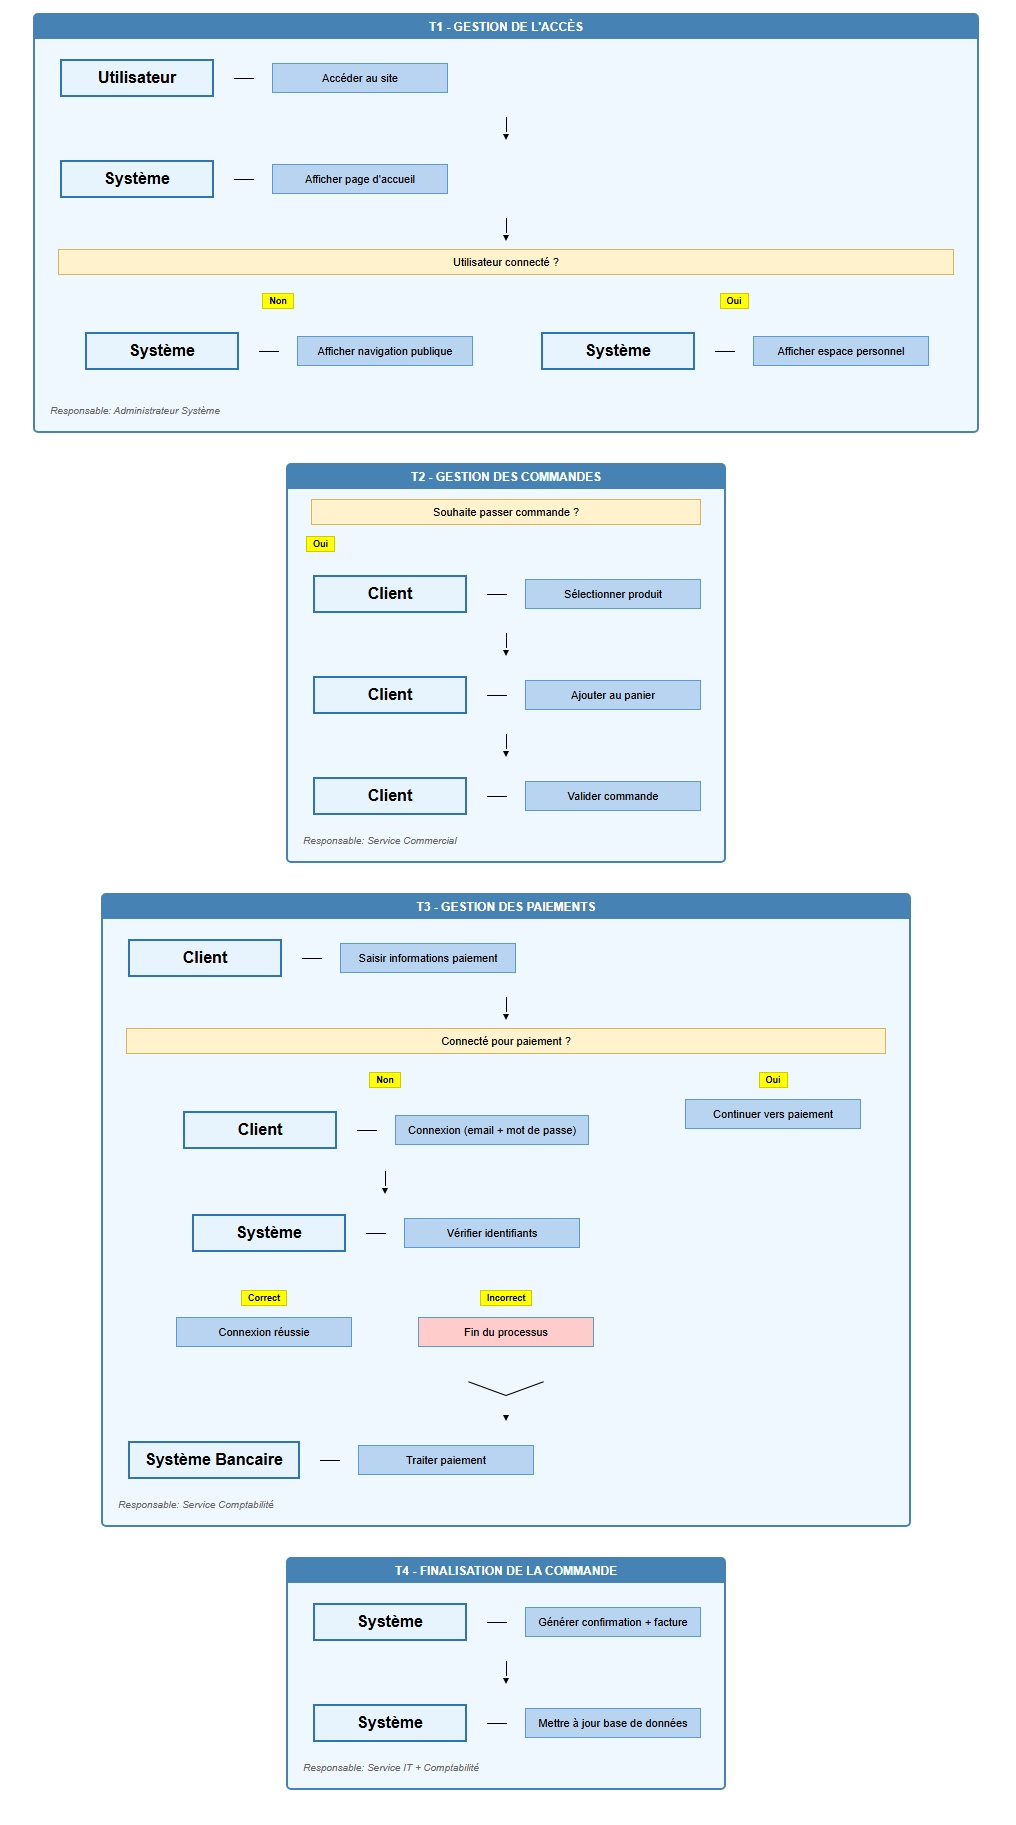 T1 - GESTION DE L'ACCÈS
Utilisateur
Accéder au site
Système
Afficher page d'accueil
Utilisateur connecté ?
Non
Oui
Système
Afficher navigation publique
Système
Afficher espace personnel
Responsable: Administrateur Système
T2 - GESTION DES COMMANDES
Souhaite passer commande ?
Oui
Client
Sélectionner produit
Client
Ajouter au panier
Client
Valider commande
Responsable: Service Commercial
T3 - GESTION DES PAIEMENTS
Client
Saisir informations paiement
Connecté pour paiement ?
Non
Oui
Continuer vers paiement
Client
Connexion (email + mot de passe)
Système
Vérifier identifiants
Correct
Incorrect
Connexion réussie
Fin du processus
Système Bancaire
Traiter paiement
Responsable: Service Comptabilité
T4 - FINALISATION DE LA COMMANDE
Système
Générer confirmation + facture
Système
Mettre à jour base de données
Responsable: Service IT + Comptabilité